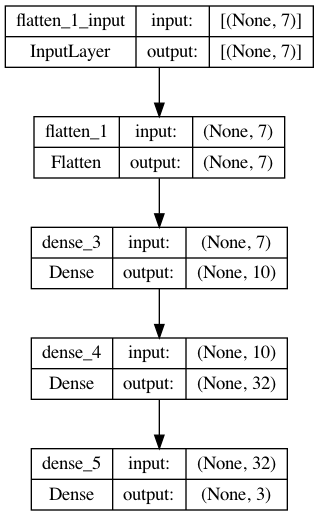 flatten_1_input input: [(None, 7)]
InputLayer output: [(None, 7)]
flatten_1 input: (None, 7)
Flatten output: (None, 7)
dense_3 input: (None, 7)
Dense output: (None, 10)
dense_4 input: (None, 10)
Dense output: (None, 32)
dense_5 input: (None, 32)
Dense output: (None, 3)